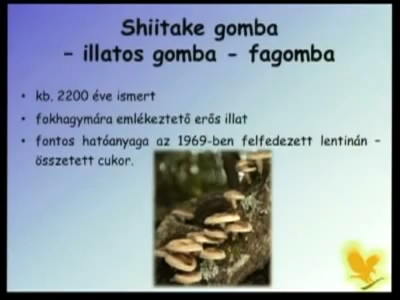 Shiitake gomba
– illatos gomba - fagomba
• kb. 2200 éve ismert
• fokhagymára emlékeztető erős illat
• fontos hatóanyaga az 1969-ben felfedezett lentinán –
összetett cukor.